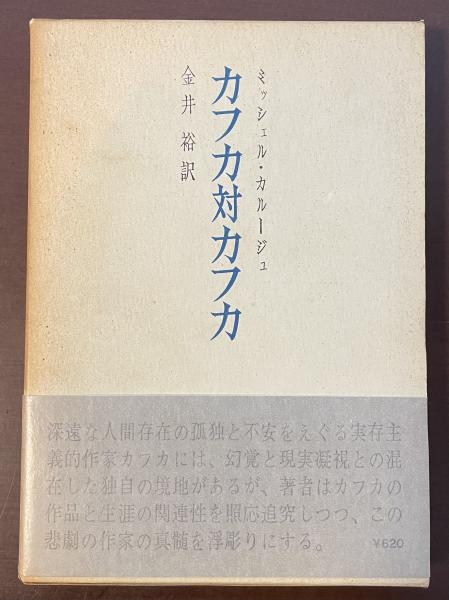 ミッシェル・カルージュ
カフカ対カフカ
金井 裕訳
深遠な人間存在の孤独と不安をえぐる実存主
義的作家カフカには、幻覚と現実凝視との混
在した独自の境地があるが、著者はカフカの
作品と生涯の関連性を照応追究しつつ、この
悲劇の作家の真髄を浮彫りにする。
¥620